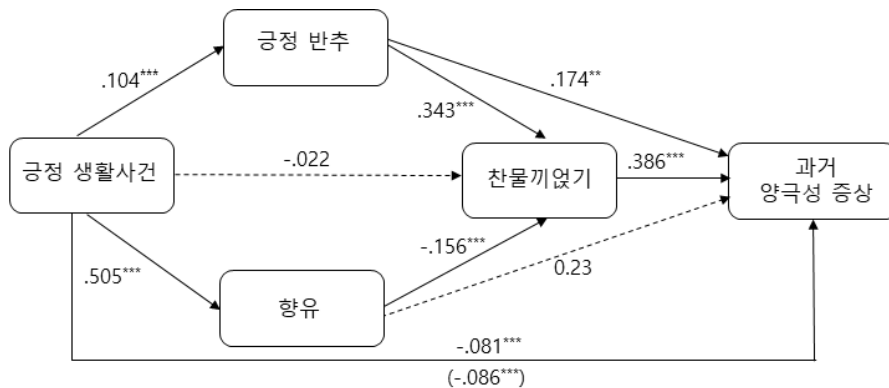 긍정 반추
.104***
.174**
.343***
긍정 생활사건
-.022
찬물끼얹기
.386***
과거
양극성 증상
.505***
-.156***
0.23
향유
-.081***
(-.086***)